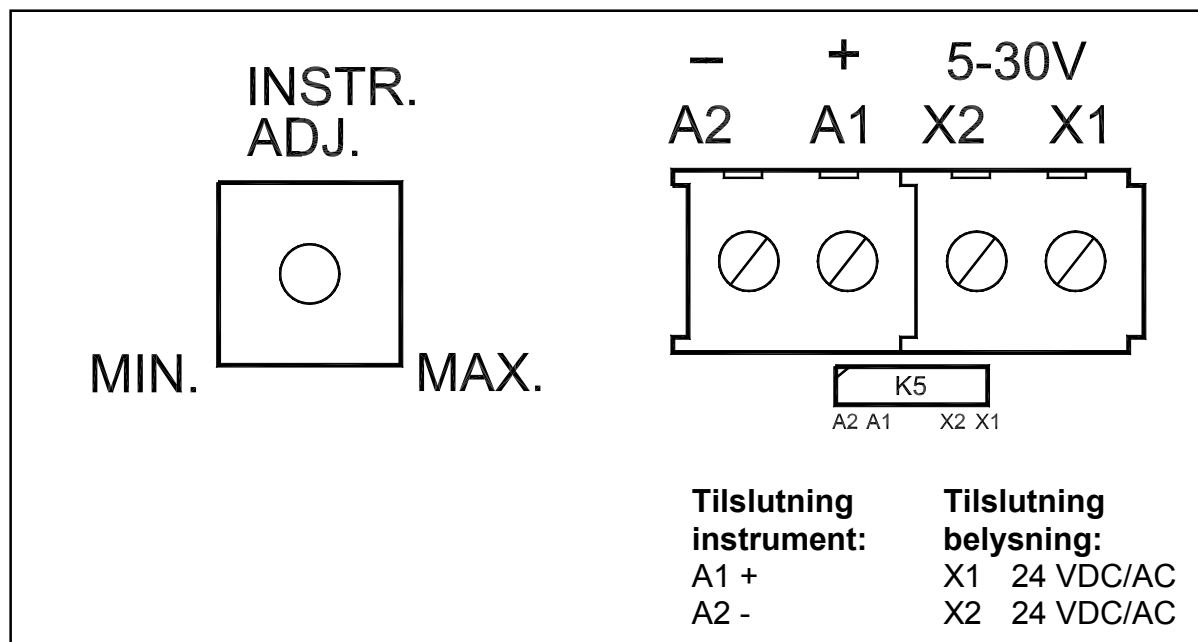 INSTR.
ADJ.
MIN.
MAX.
– + 5-30V
A2 A1 X2 X1
K5
A2 A1 X2 X1
Tilslutning
instrument:
A1 +
A2 -
Tilslutning
belysning:
X1 24 VDC/AC
X2 24 VDC/AC